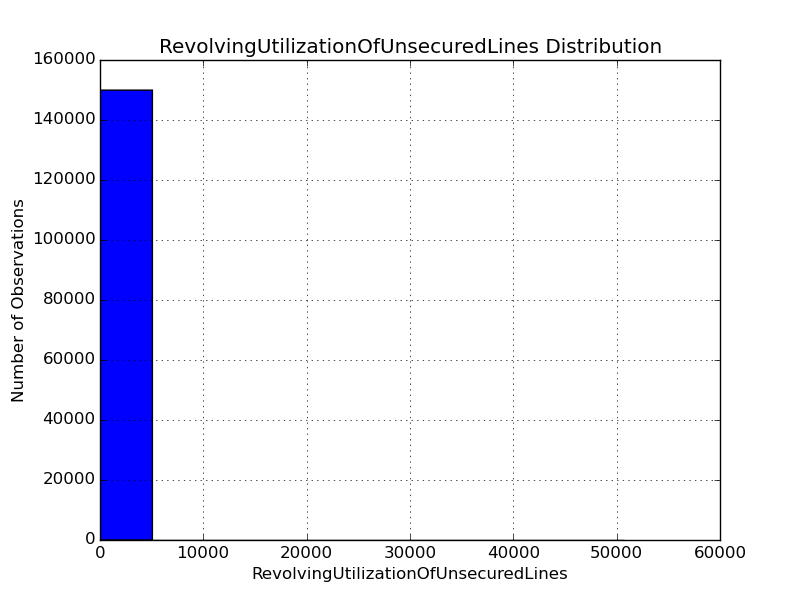 RevolvingUtilizationOfUnsecuredLines Distribution
160000
140000
120000
100000
80000
60000
40000
20000
0
Number of Observations
0 10000 20000 30000 40000 50000 60000
RevolvingUtilizationOfUnsecuredLines